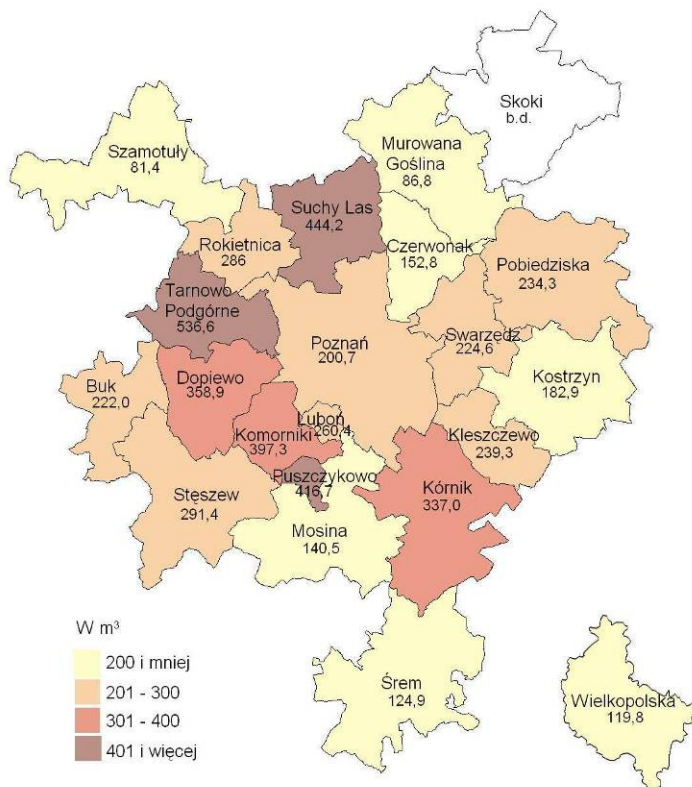 Skoki
b.d.
Szamotuły
81,4
Murowana
Goślina
86,8
Suchy Las
444,2
Rokietnica
286
Czerwonak
152,8
Pobiedziska
234,3
Tarnowo
Podgórne
536,6
Poznań
200,7
Swarzędz
224,6
Buk
222,0
Dopiewo
358,9
Kostrzyn
182,9
Luboń
260,4
Komorniki
397,3
Kleszczewo
239,3
Puszczykowo
416,7
Stęszew
291,4
Kórnik
337,0
Mosina
140,5
Śrem
124,9
Wielkopolska
119,8
W m³
200 i mniej
201 - 300
301 - 400
401 i więcej